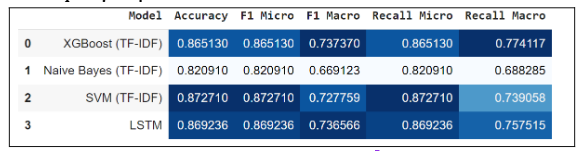 Model Accuracy F1 Micro F1 Macro Recall Micro Recall Macro
0 XGBoost (TF-IDF) 0.865130 0.865130 0.737370 0.865130 0.774117
1 Naive Bayes (TF-IDF) 0.820910 0.820910 0.669123 0.820910 0.688285
2 SVM (TF-IDF) 0.872710 0.872710 0.727759 0.872710 0.739058
3 LSTM 0.869236 0.869236 0.736566 0.869236 0.757515